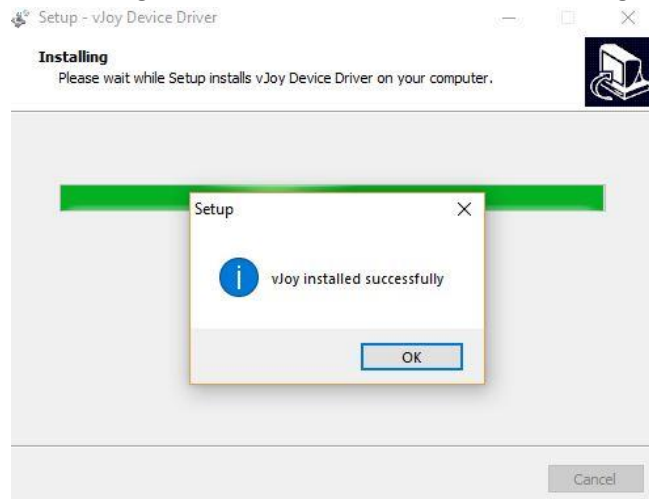 Setup - vJoy Device Driver
Installing
Please wait while Setup installs vJoy Device Driver on your computer.
Setup
vJoy installed successfully
OK
Cancel